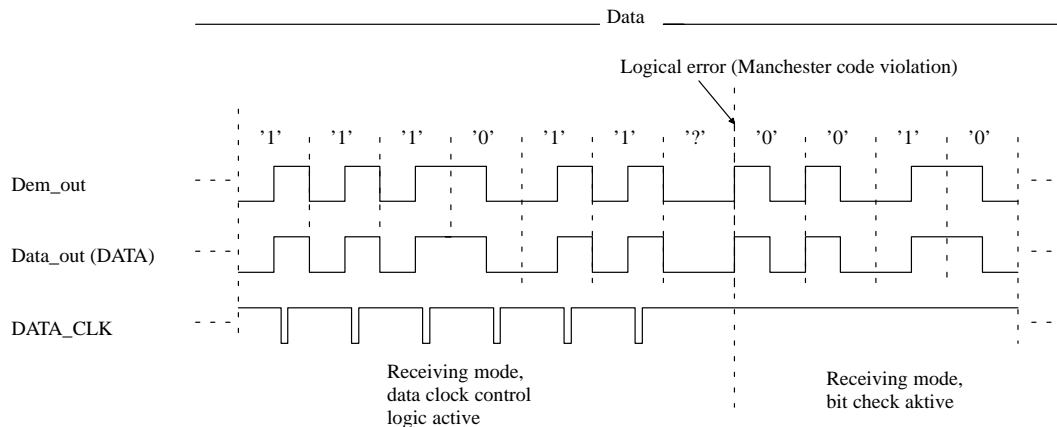 Data
Logical error (Manchester code violation)
'1' '1' '1' '0' '1' '1' '?' '0' '0' '1' '0'
Dem_out
Data_out (DATA)
DATA_CLK
Receiving mode,
data clock control
logic active
Receiving mode,
bit check aktive